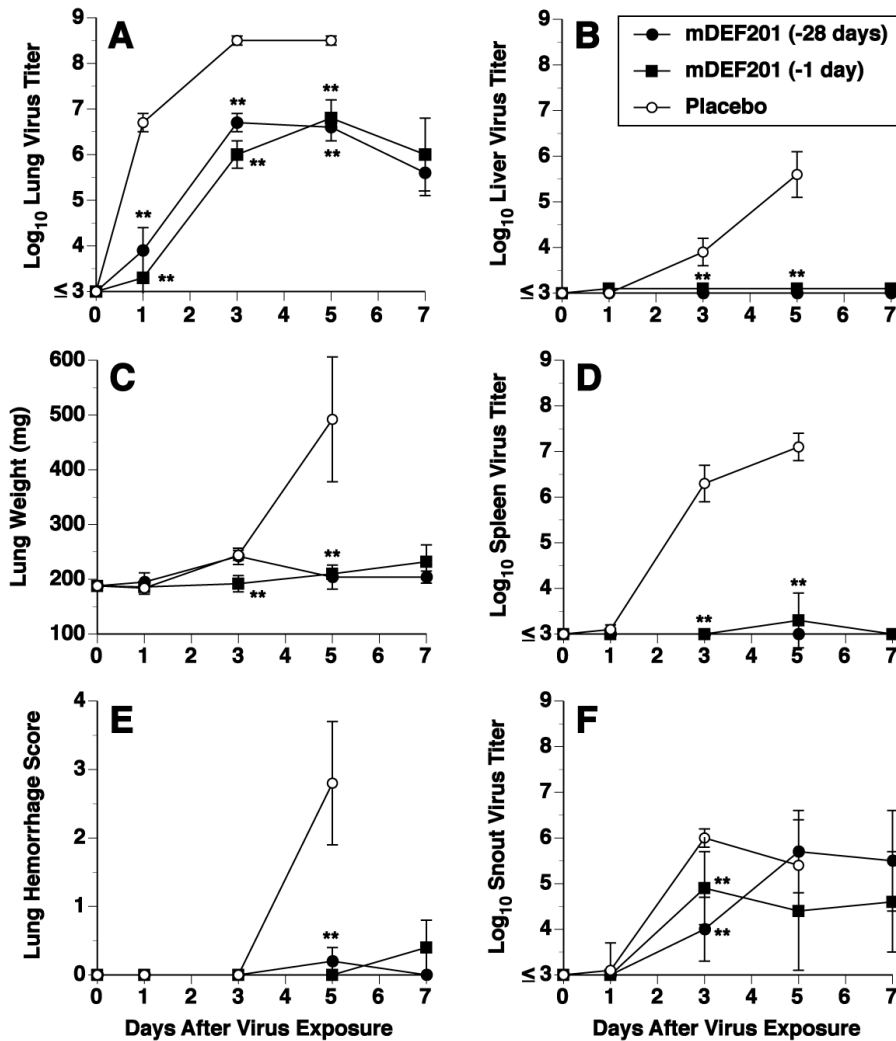 A
Log10 Lung Virus Titer
9
8
7
6
5
4
≤ 3
0 1 2 3 4 5 6 7
**
**
**
**
**
**
B
mDEF201 (-28 days)
mDEF201 (-1 day)
Placebo
Log10 Liver Virus Titer
9
8
7
6
5
4
≤ 3
0 1 2 3 4 5 6 7
**
**
C
Lung Weight (mg)
600
500
400
300
200
100
0 1 2 3 4 5 6 7
**
**
D
Log10 Spleen Virus Titer
9
8
7
6
5
4
≤ 3
0 1 2 3 4 5 6 7
**
**
E
Lung Hemorrhage Score
4
3
2
1
0
0 1 2 3 4 5 6 7
**
Days After Virus Exposure
F
Log10 Snout Virus Titer
9
8
7
6
5
4
≤ 3
0 1 2 3 4 5 6 7
**
**
Days After Virus Exposure